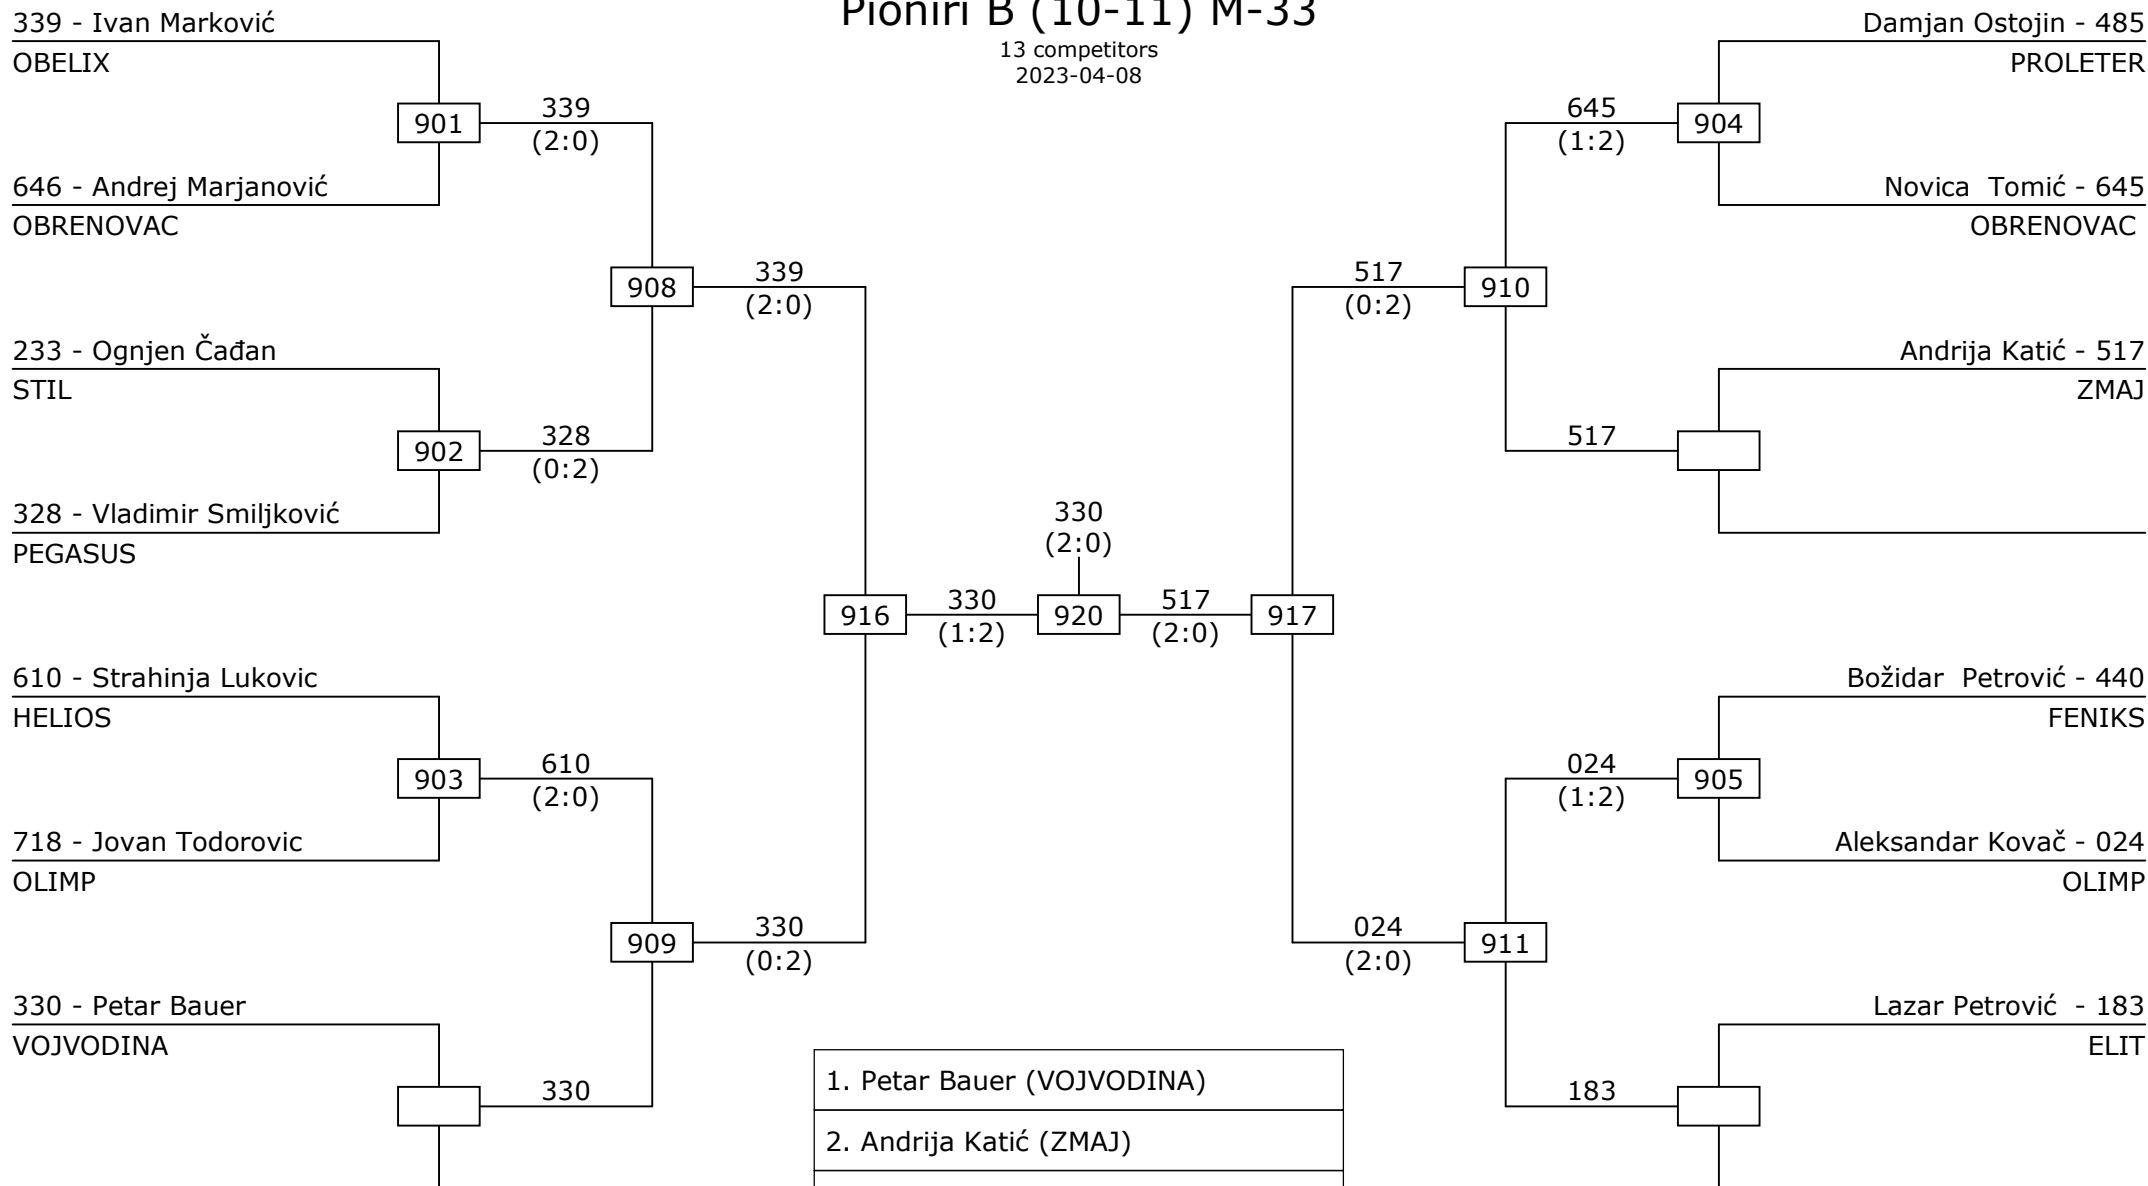 Pioniri B (10-11) M-33
13 competitors
2023-04-08
339 - Ivan Marković
OBELIX
901
339
(2:0)
646 - Andrej Marjanović
OBRENOVAC
908
339
(2:0)
233 - Ognjen Čađan
STIL
902
328
(0:2)
328 - Vladimir Smiljković
PEGASUS
916
330
(1:2)
610 - Strahinja Lukovic
HELIOS
903
610
(2:0)
718 - Jovan Todorovic
OLIMP
909
330
(0:2)
330 - Petar Bauer
VOJVODINA
330
330
(2:0)
920
Damjan Ostojin - 485
PROLETER
645
(1:2)
904
Novica  Tomić - 645
OBRENOVAC
517
(0:2)
910
Andrija Katić - 517
ZMAJ
517
517
(2:0)
917
Božidar  Petrović - 440
FENIKS
024
(1:2)
905
Aleksandar Kovač - 024
OLIMP
024
(2:0)
911
Lazar Petrović  - 183
ELIT
183
1. Petar Bauer (VOJVODINA)
2. Andrija Katić (ZMAJ)